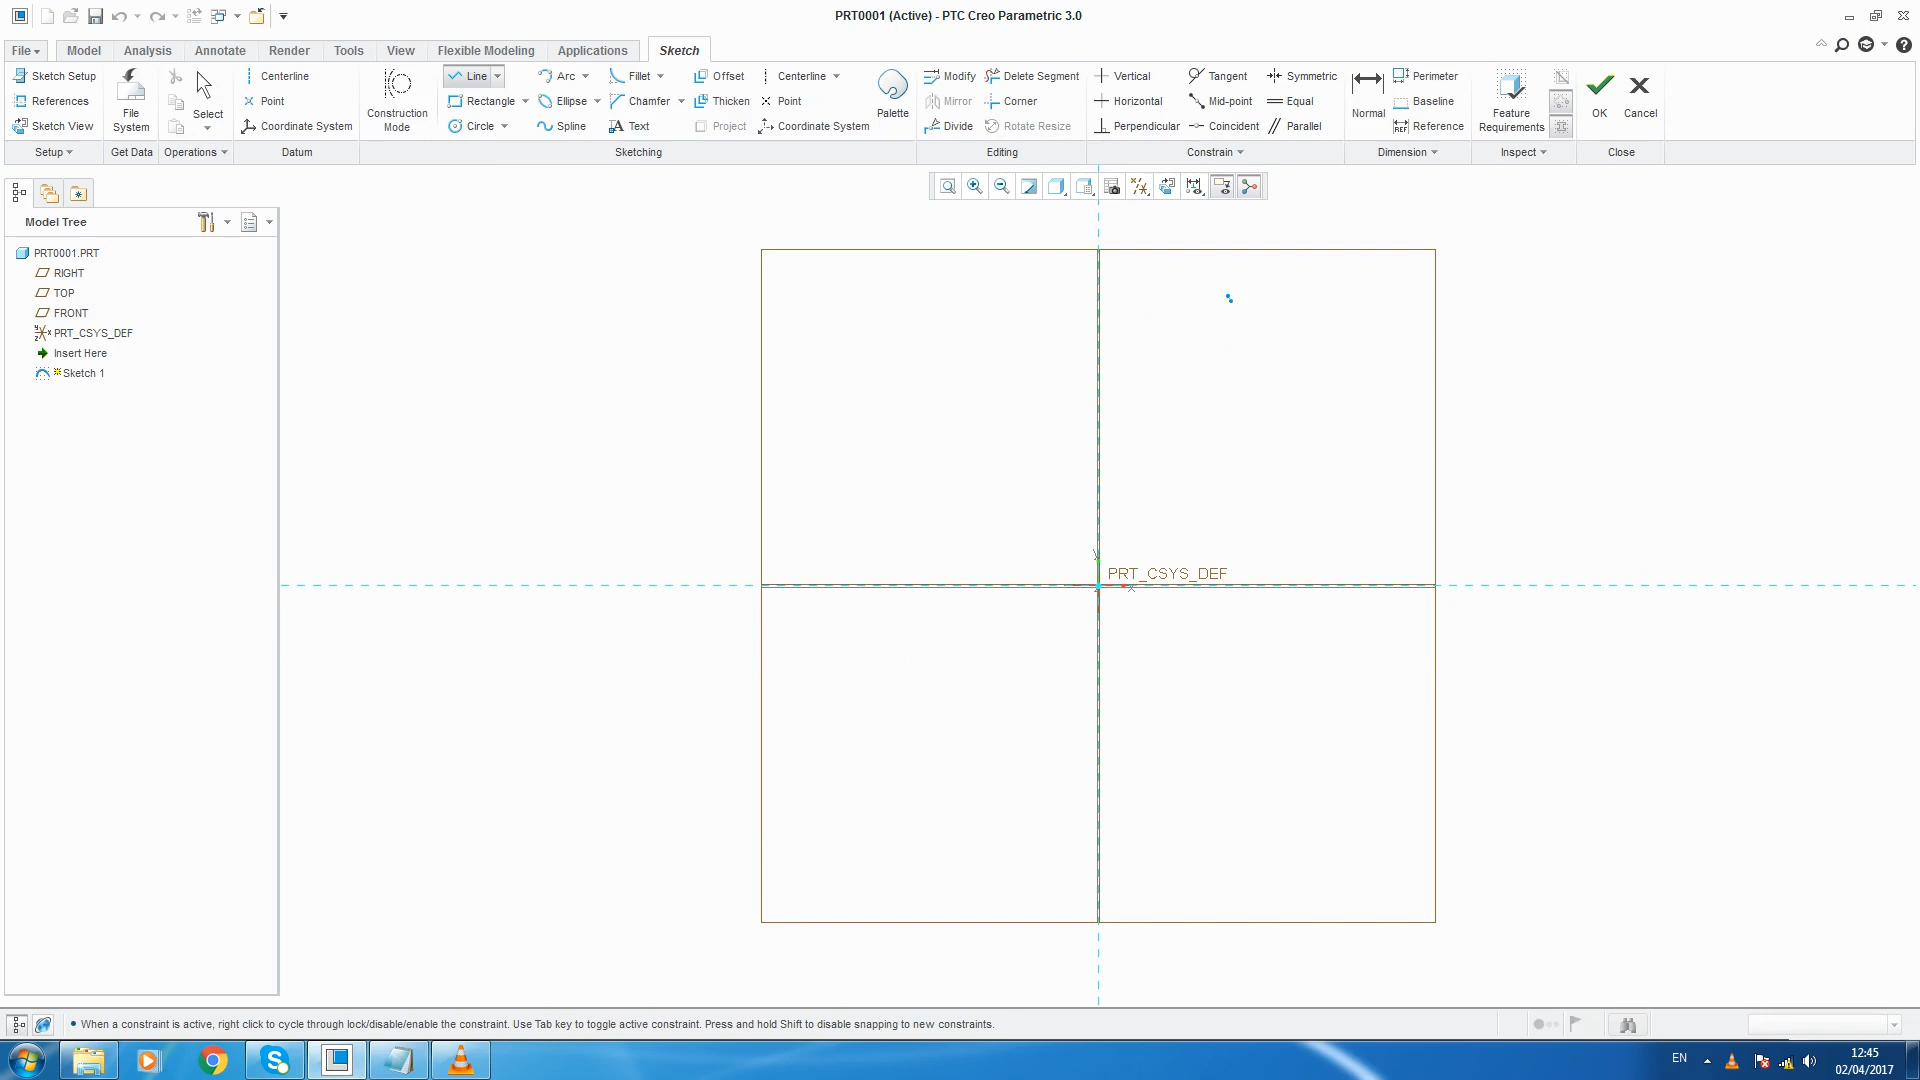 PRT0001 (Active) - PTC Creo Parametric 3.0
File Model Analysis Annotate Render Tools View Flexible Modeling Applications Sketch
Sketch Setup Centerline Line Arc Fillet Offset Centerline Modify Delete Segment Vertical Tangent Symmetric Perimeter
References Point Rectangle Ellipse Chamfer Thicken Point Mirror Corner Horizontal Mid-point Equal Baseline
Sketch View Coordinate System Circle Spline Text Project Coordinate System Divide Rotate Resize Perpendicular Coincident Parallel REF Reference
File System Select Construction Mode Palette Normal Feature Requirements OK Cancel
Setup Get Data Operations Datum Sketching Editing Constrain Dimension Inspect Close
Model Tree
PRT0001.PRT
RIGHT
TOP
FRONT
PRT_CSYS_DEF
Insert Here
Sketch 1
PRT_CSYS_DEF
When a constraint is active, right click to cycle through lock/disable/enable the constraint. Use Tab key to toggle active constraint. Press and hold Shift to disable snapping to new constraints.
EN
12:45
02/04/2017